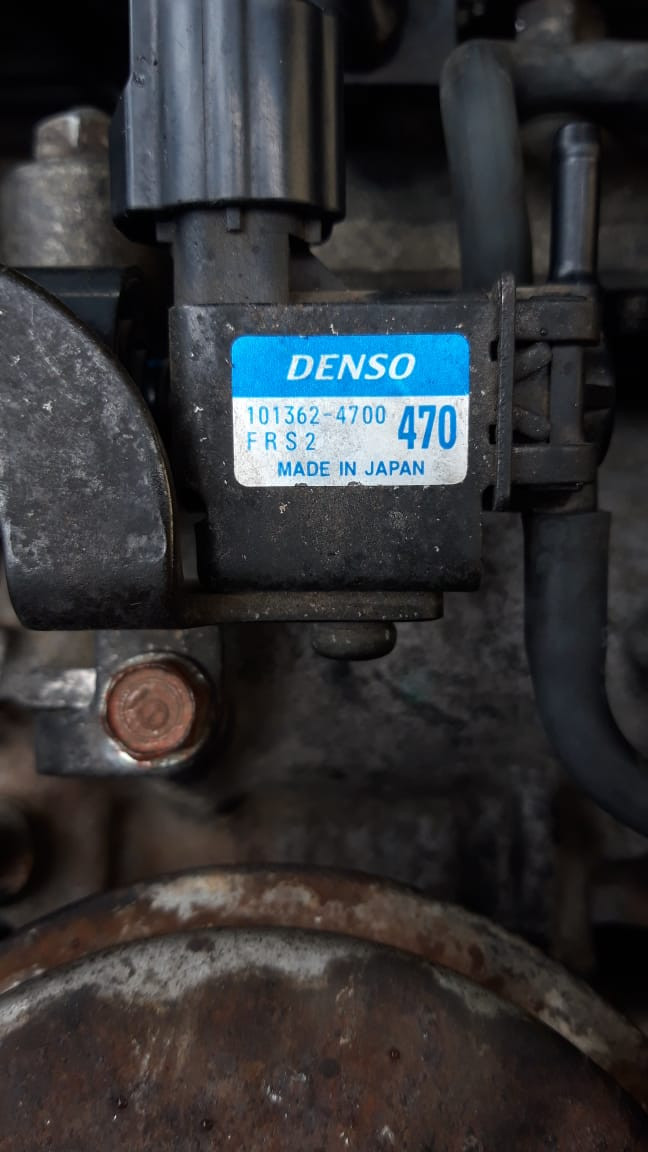 DENSO
101362-4700 470
FRS2
MADE IN JAPAN